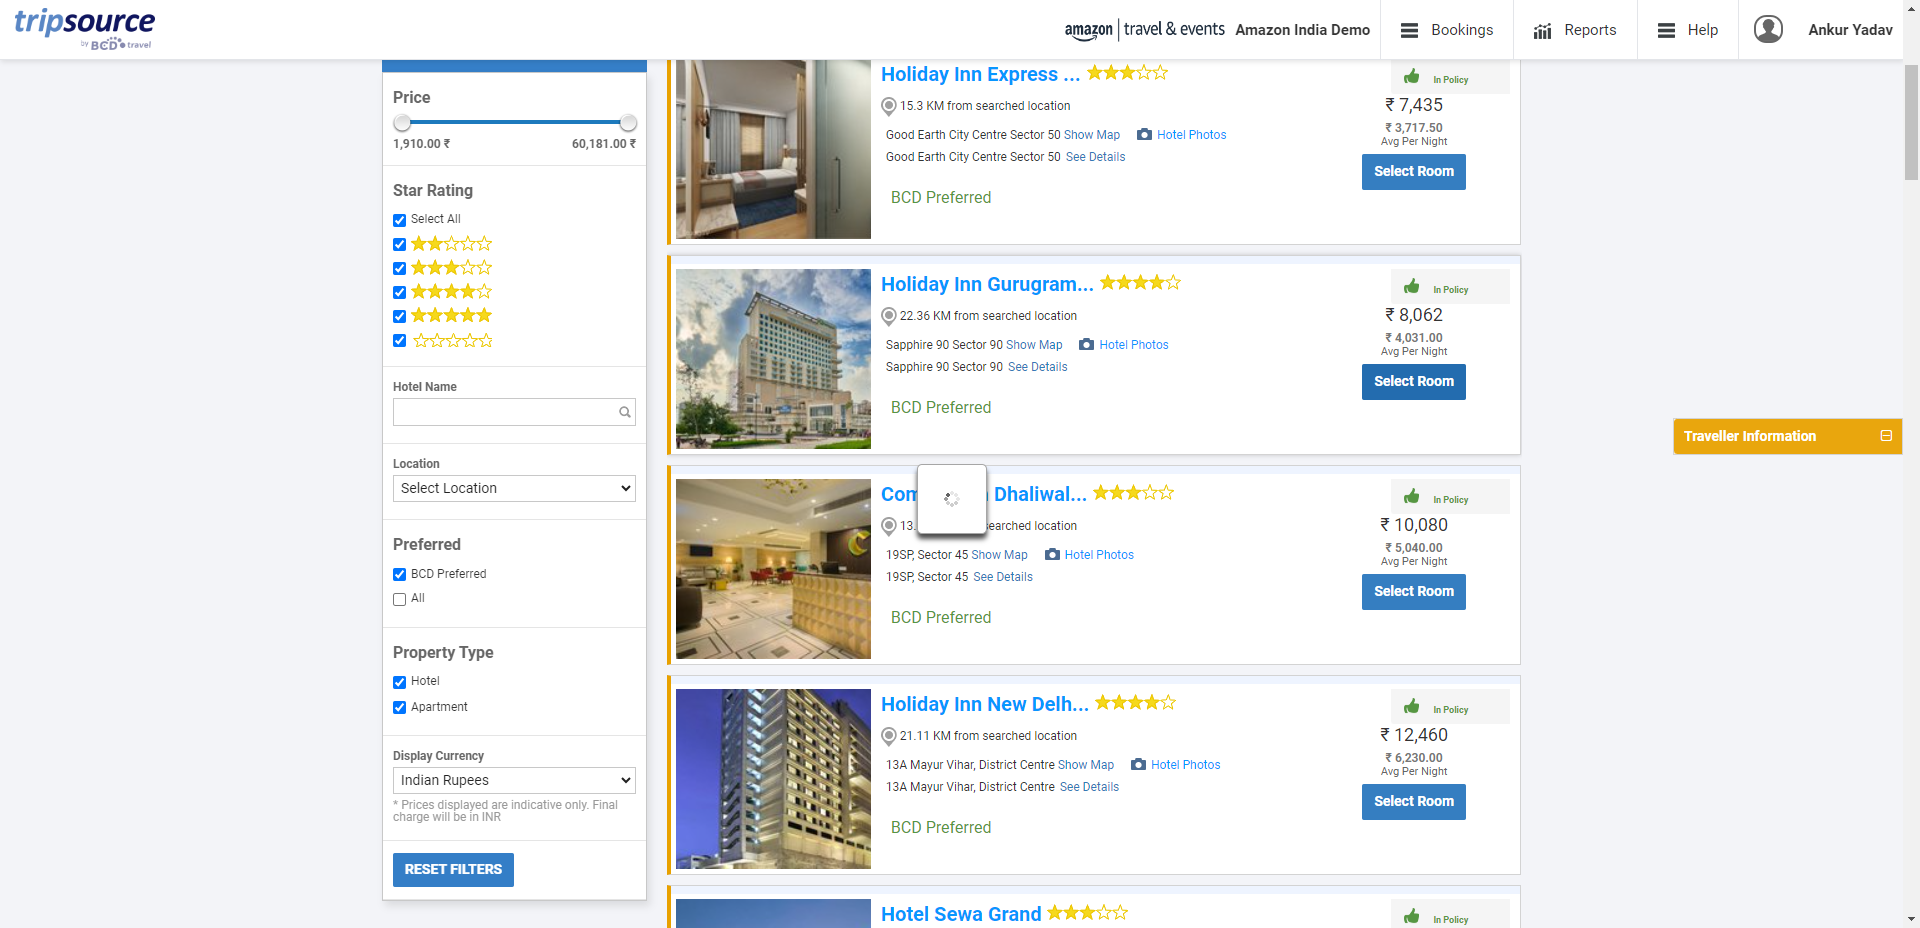 tripsource
by BCD travel
amazon travel & events Amazon India Demo
Bookings
Reports
Help
Ankur Yadav
Price
1,910.00 ₹ 60,181.00 ₹
Star Rating
Select All
Hotel Name
Location
Select Location
Preferred
BCD Preferred
All
Property Type
Hotel
Apartment
Display Currency
Indian Rupees
* Prices displayed are indicative only. Final
charge will be in INR
RESET FILTERS
Holiday Inn Express ...
15.3 KM from searched location
Good Earth City Centre Sector 50 Show Map Hotel Photos
Good Earth City Centre Sector 50 See Details
BCD Preferred
In Policy
₹ 7,435
₹ 3,717.50
Avg Per Night
Select Room
Holiday Inn Gurugram...
22.36 KM from searched location
Sapphire 90 Sector 90 Show Map Hotel Photos
Sapphire 90 Sector 90 See Details
BCD Preferred
In Policy
₹ 8,062
₹ 4,031.00
Avg Per Night
Select Room
Dhaliwal...
searched location
19SP, Sector 45 Show Map Hotel Photos
19SP, Sector 45 See Details
BCD Preferred
In Policy
₹ 10,080
₹ 5,040.00
Avg Per Night
Select Room
Holiday Inn New Delh...
21.11 KM from searched location
13A Mayur Vihar, District Centre Show Map Hotel Photos
13A Mayur Vihar, District Centre See Details
BCD Preferred
In Policy
₹ 12,460
₹ 6,230.00
Avg Per Night
Select Room
Hotel Sewa Grand
In Policy
Traveller Information